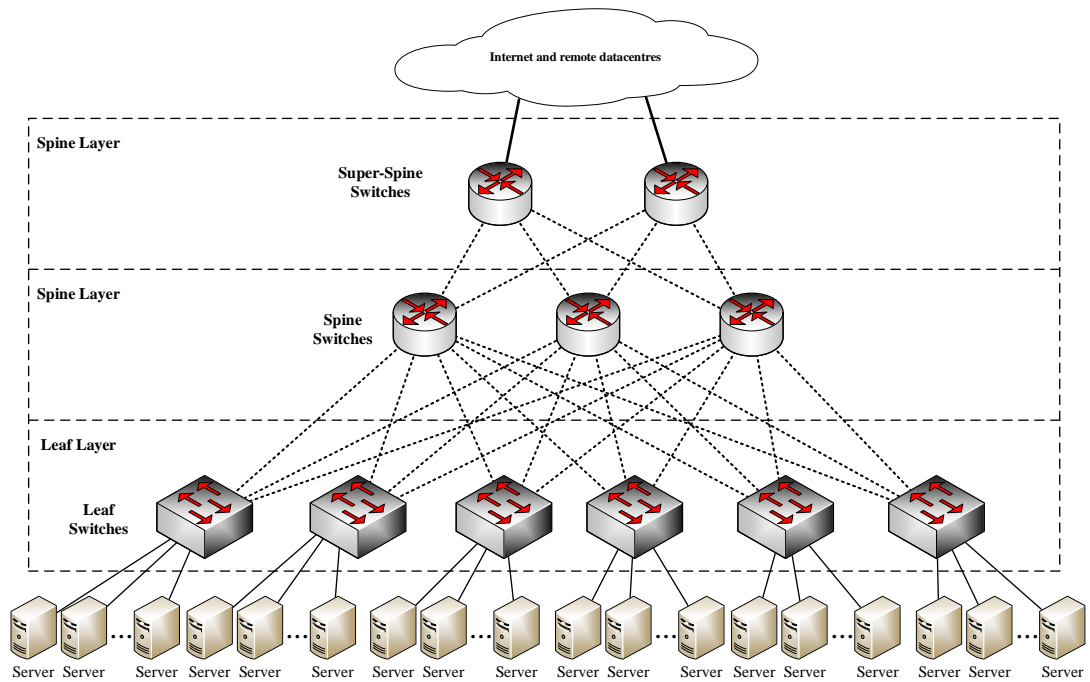 Internet and remote datacentres
Spine Layer
Super-Spine
Switches
Spine Layer
Spine
Switches
Leaf Layer
Leaf
Switches
Server Server Server Server Server Server Server Server Server Server Server Server Server Server Server Server Server Server